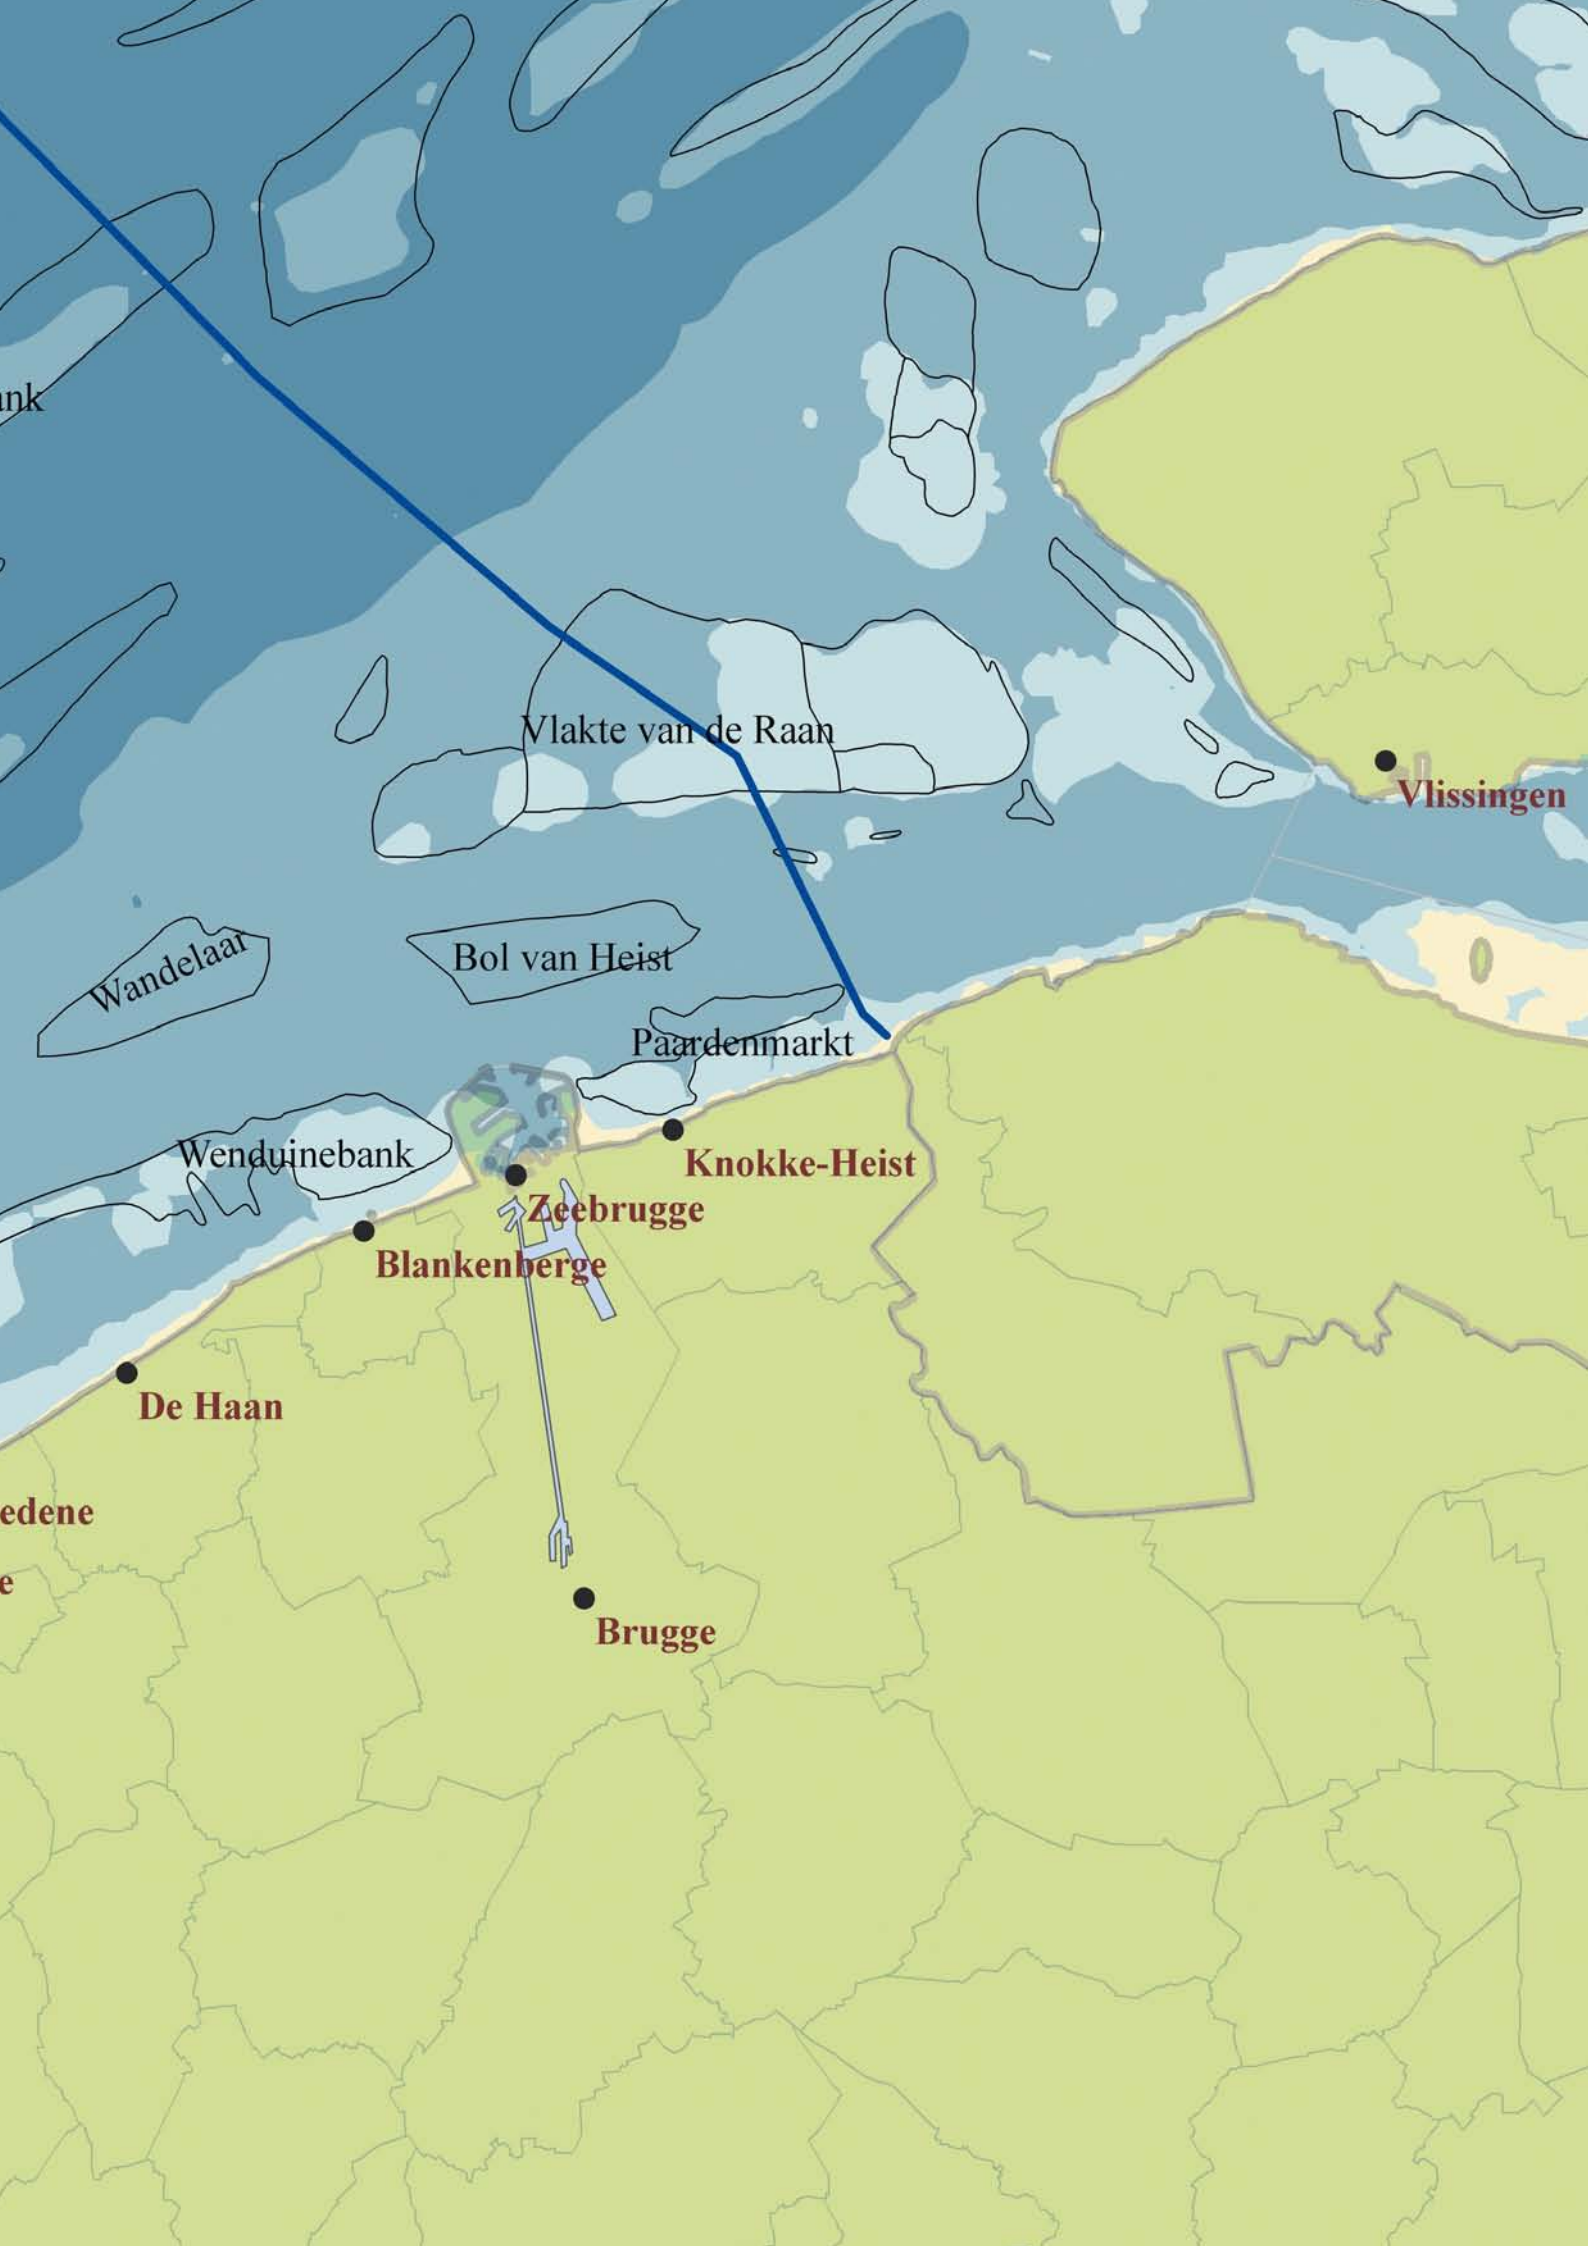 ank
Vlakte van de Raan
Vlissingen
Wandelaar
Bol van Heist
Paardenmarkt
Wenduinebank
Knokke-Heist
Zeebrugge
Blankenberge
De Haan
edene
e
Brugge